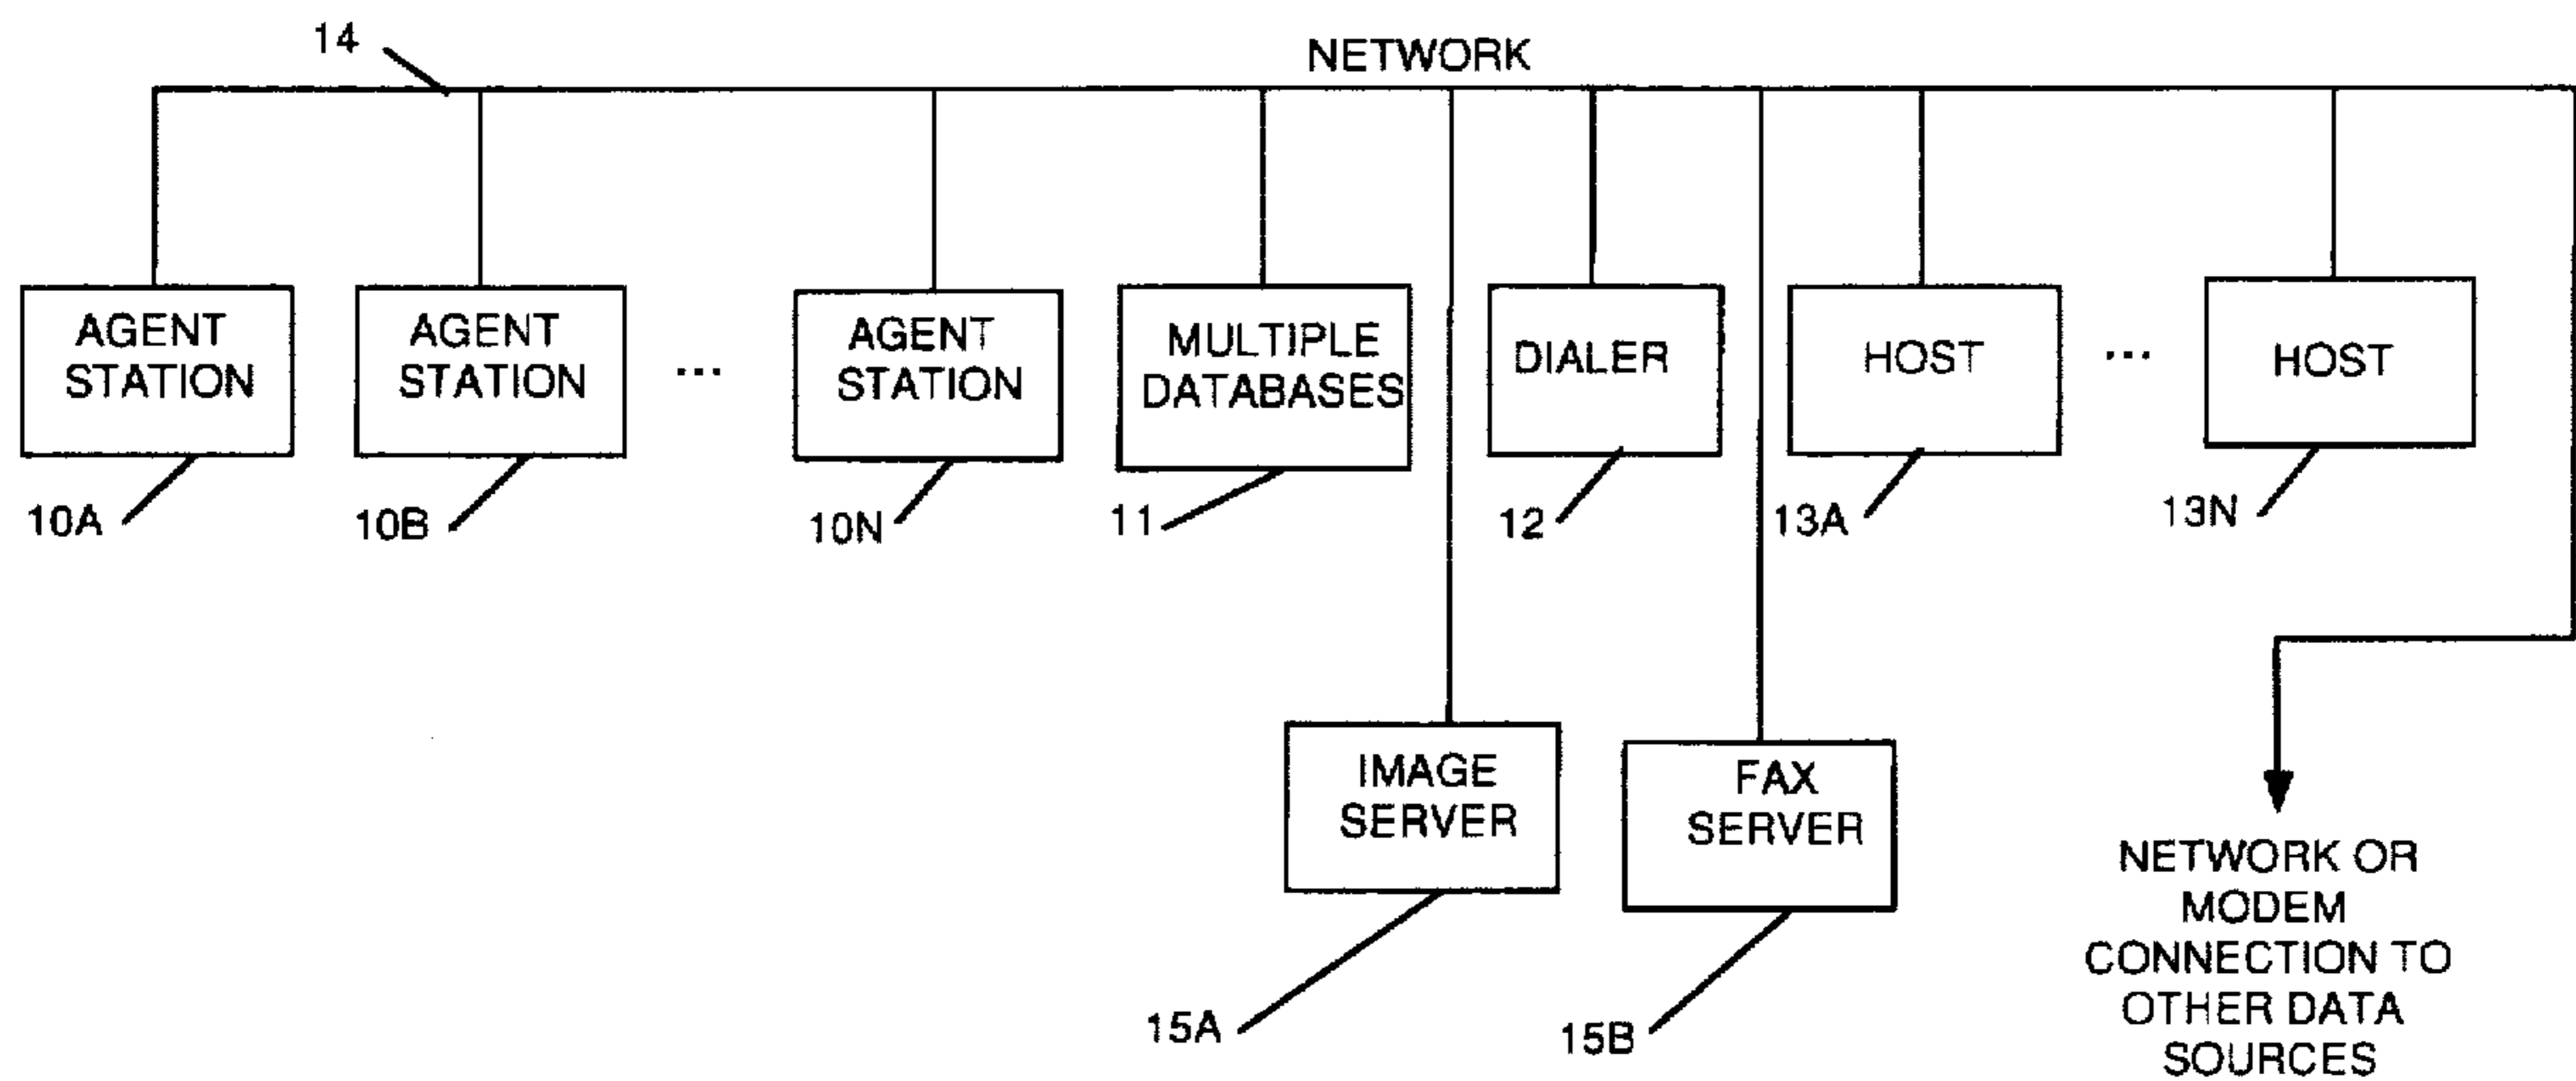 14
NETWORK
AGENT
STATION
AGENT
STATION
...
AGENT
STATION
MULTIPLE
DATABASES
DIALER
HOST
...
HOST
10A
10B
10N
11
12
13A
13N
IMAGE
SERVER
FAX
SERVER
15A
15B
NETWORK OR
MODEM
CONNECTION TO
OTHER DATA
SOURCES